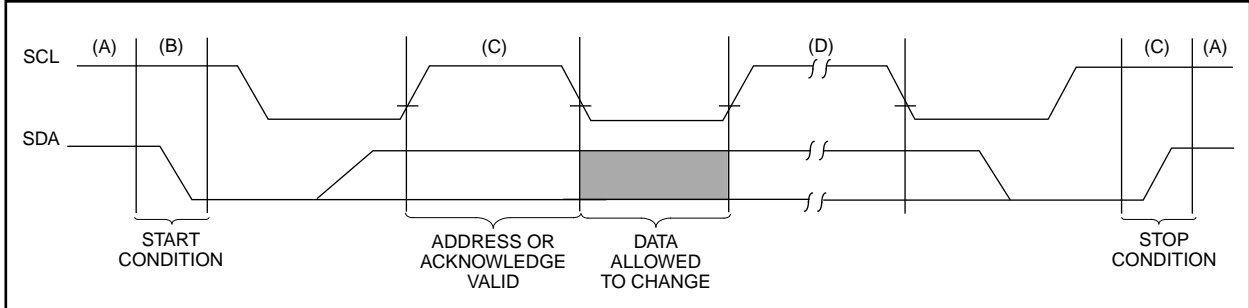 (A) (B) (C) (D) (C) (A)
SCL
SDA
START
CONDITION
ADDRESS OR
ACKNOWLEDGE
VALID
DATA
ALLOWED
TO CHANGE
STOP
CONDITION